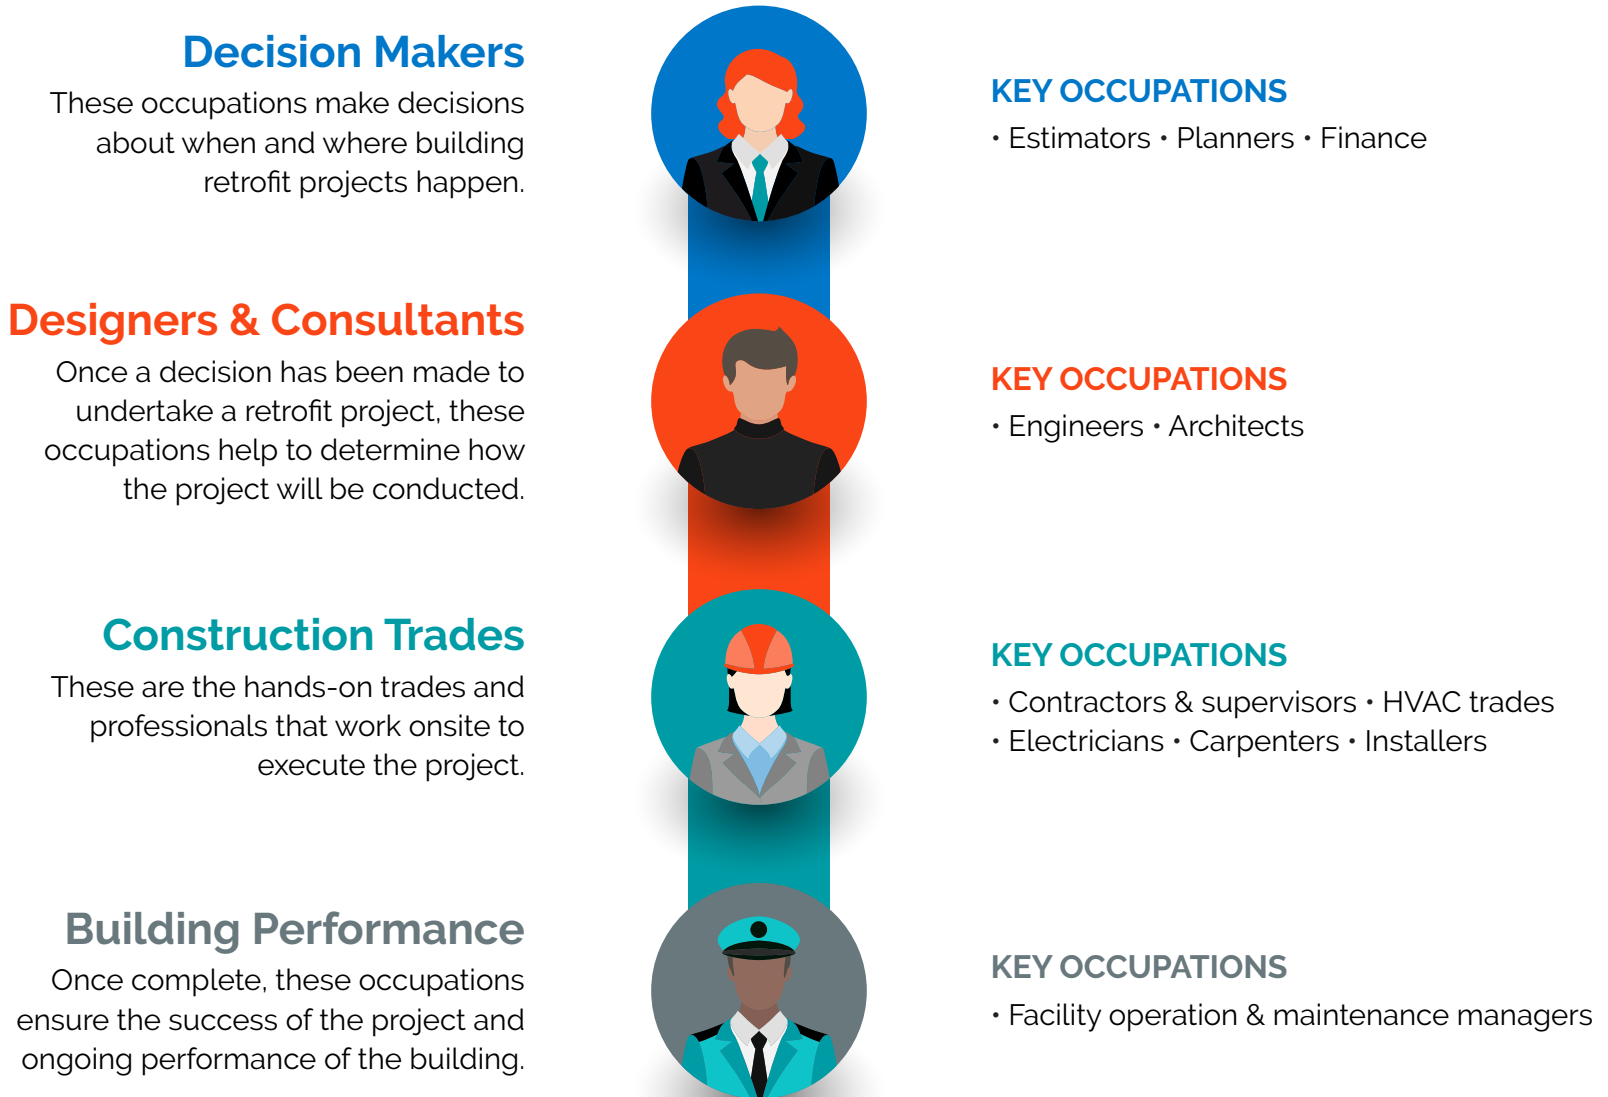 Decision Makers
These occupations make decisions
about when and where building
retrofit projects happen.
KEY OCCUPATIONS
• Estimators • Planners • Finance
Designers & Consultants
Once a decision has been made to
undertake a retrofit project, these
occupations help to determine how
the project will be conducted.
KEY OCCUPATIONS
• Engineers • Architects
Construction Trades
These are the hands-on trades and
professionals that work onsite to
execute the project.
KEY OCCUPATIONS
• Contractors & supervisors • HVAC trades
• Electricians • Carpenters • Installers
Building Performance
Once complete, these occupations
ensure the success of the project and
ongoing performance of the building.
KEY OCCUPATIONS
• Facility operation & maintenance managers